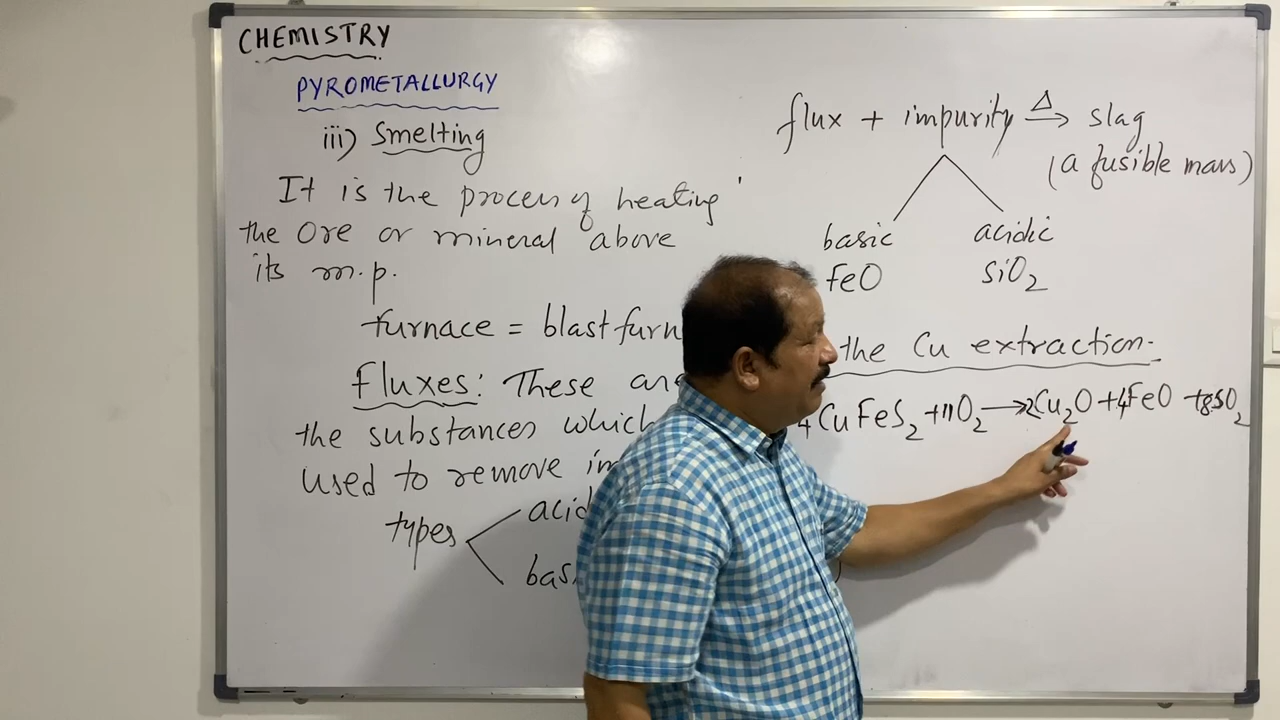 CHEMISTRY
PYROMETALLURGY
iii) Smelting
It is the process of heating
the Ore or mineral above
its m.p.
furnace = blast furn
Fluxes: These are
the substances which
used to remove im
types
acid
basi
flux + impurity Δ→ slag
(a fusible mass)
basic acidic
FeO SiO₂
the Cu extraction.
4CuFeS₂ + 11O₂ → 2Cu₂O + 4FeO + 8SO₂